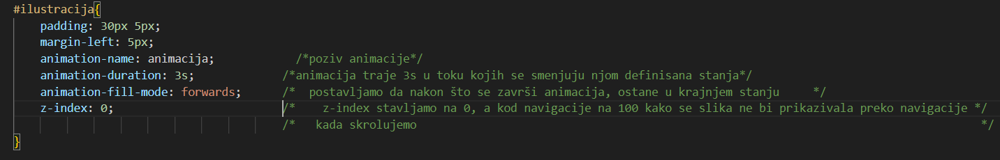 #ilustracija{
padding: 30px 5px;
margin-left: 5px;
animation-name: animacija; /*poziv animacije*/
animation-duration: 3s; /*animacija traje 3s u toku kojih se smenjuju njom definisana stanja*/
animation-fill-mode: forwards; /* postavljamo da nakon što se završi animacija, ostane u krajnjem stanju */
z-index: 0; /* z-index stavljamo na 0, a kod navigacije na 100 kako se slika ne bi prikazivala preko navigacije */
/* kada skrolujemo */
}